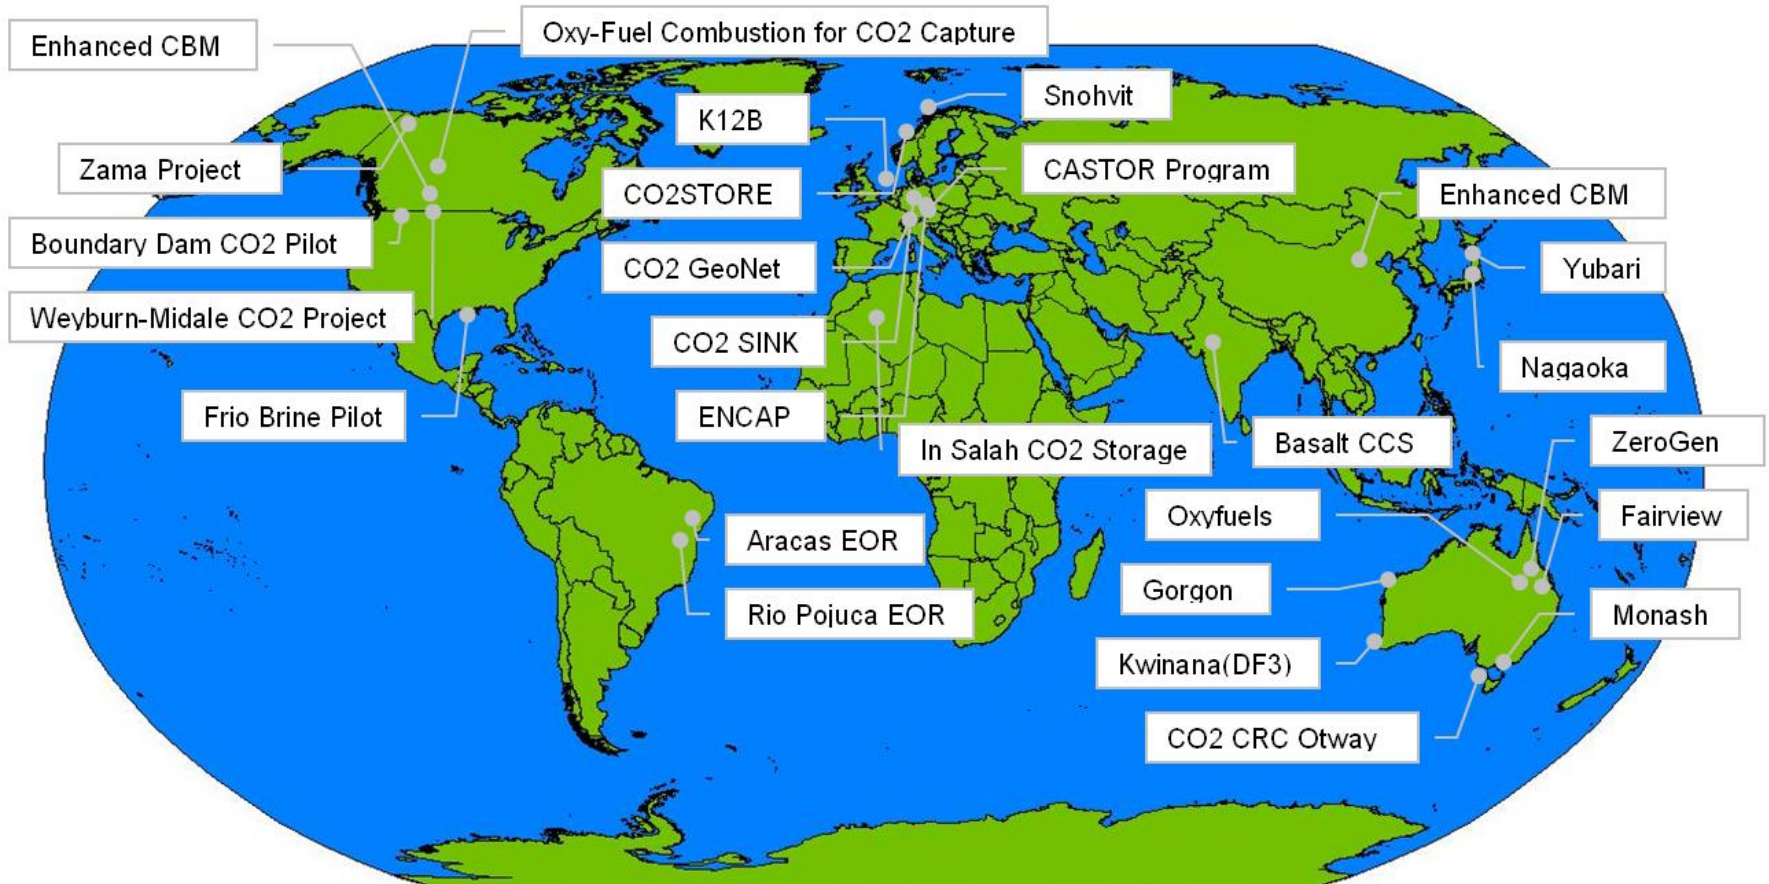 Enhanced CBM
Oxy-Fuel Combustion for CO2 Capture
Snohvit
K12B
Zama Project
CASTOR Program
CO2STORE
Enhanced CBM
Boundary Dam CO2 Pilot
CO2 GeoNet
Yubari
Weyburn-Midale CO2 Project
CO2 SINK
Nagaoka
Frio Brine Pilot
ENCAP
In Salah CO2 Storage
Basalt CCS
ZeroGen
Oxyfuels
Fairview
Aracas EOR
Gorgon
Rio Pojuca EOR
Monash
Kwinana(DF3)
CO2 CRC Otway